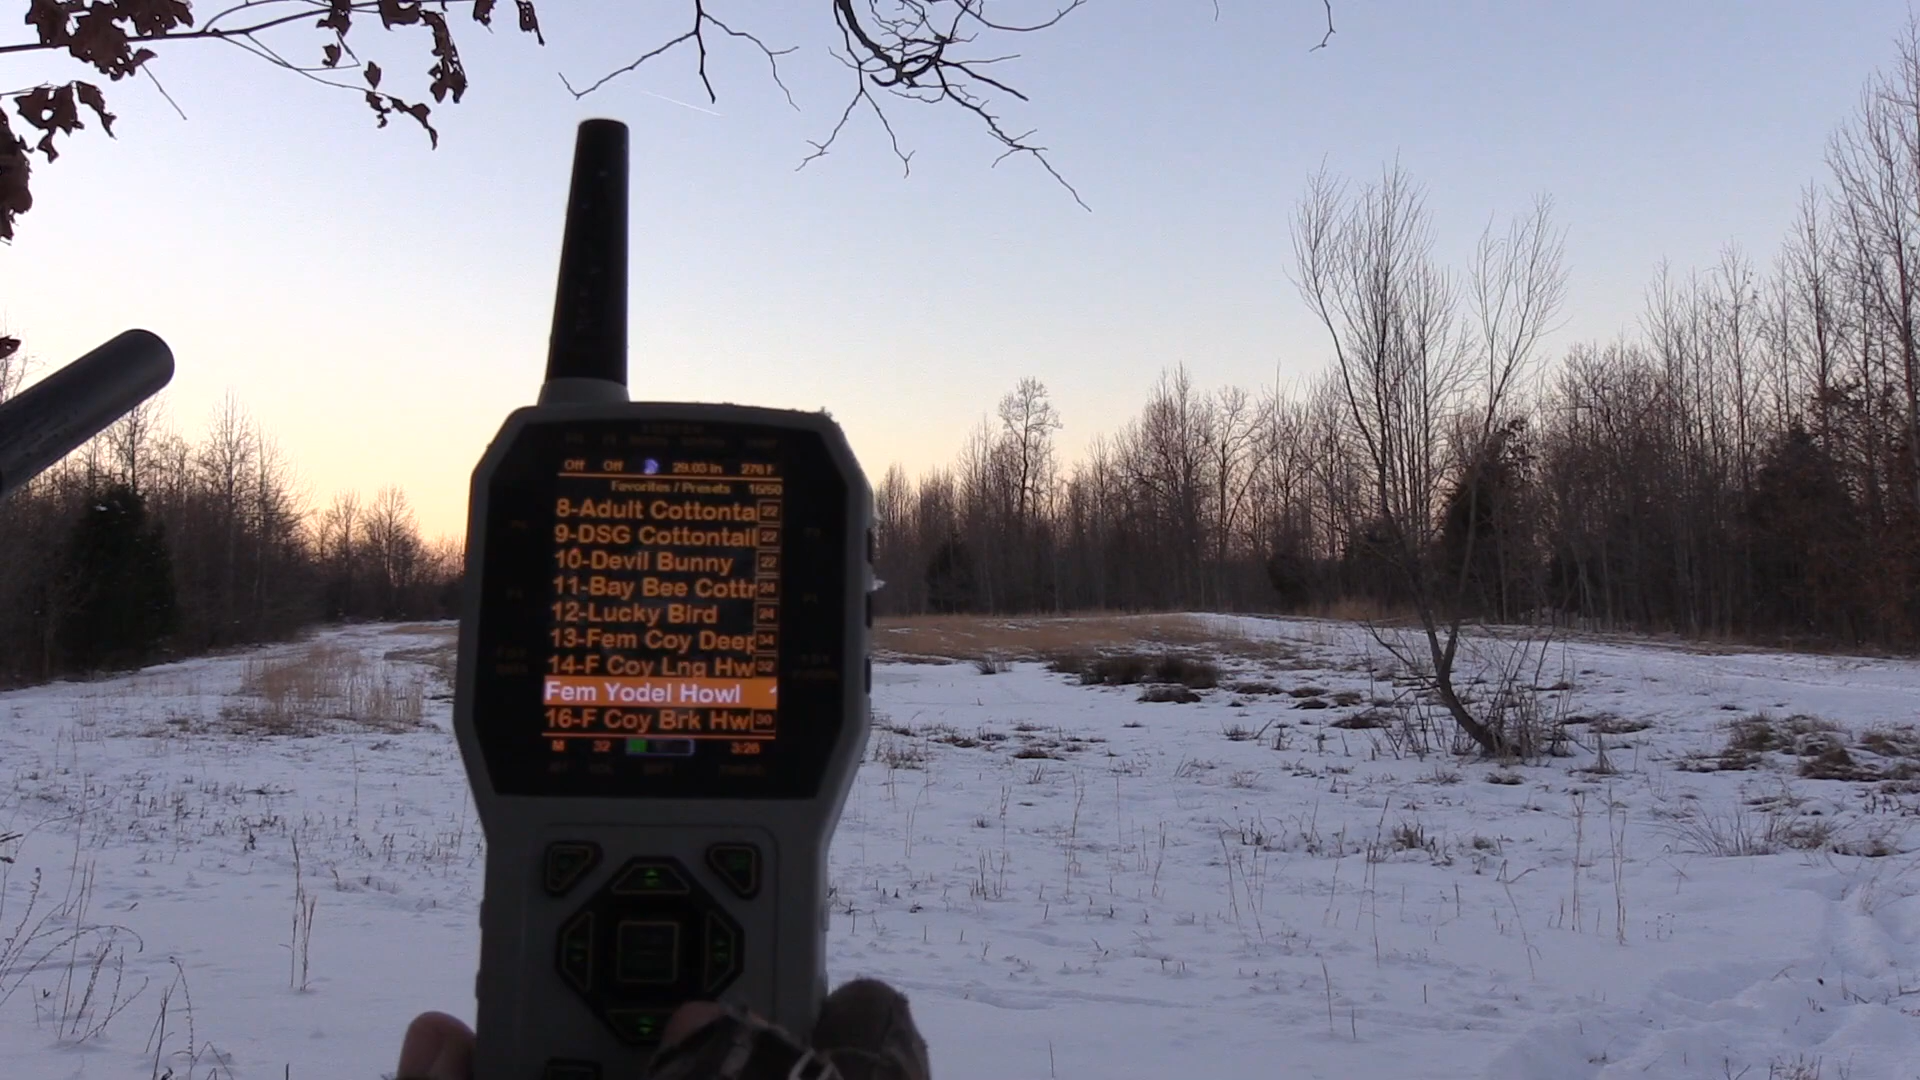 Off Off 29.03 in 276 F
Favorites / Presets 15/50
8-Adult Cottonta 22
9-DSG Cottontail 22
10-Devil Bunny 22
11-Bay Bee Cottr 24
12-Lucky Bird 24
13-Fem Coy Deep 34
14-F Coy Lng Hw 32
Fem Yodel Howl
16-F Coy Brk Hw 30
M 32 3:26